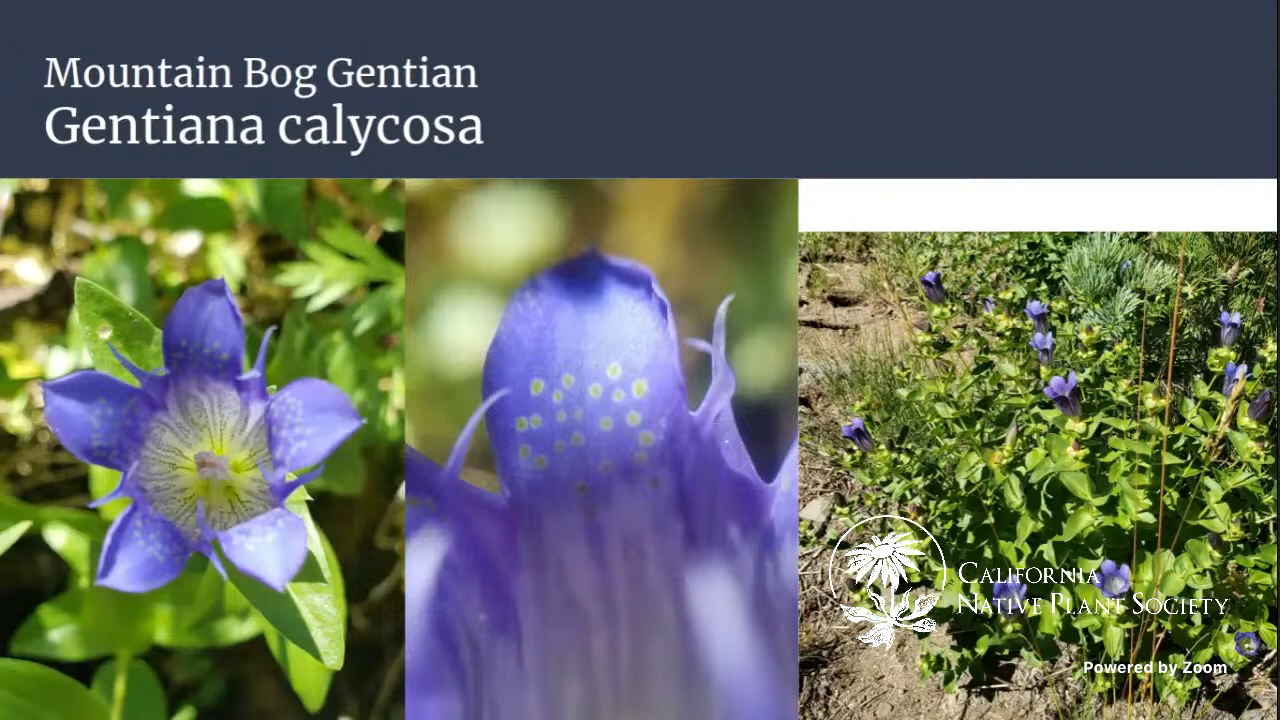 Mountain Bog Gentian
Gentiana calycosa
CALIFORNIA
NATIVE PLANT SOCIETY
Powered by Zoom